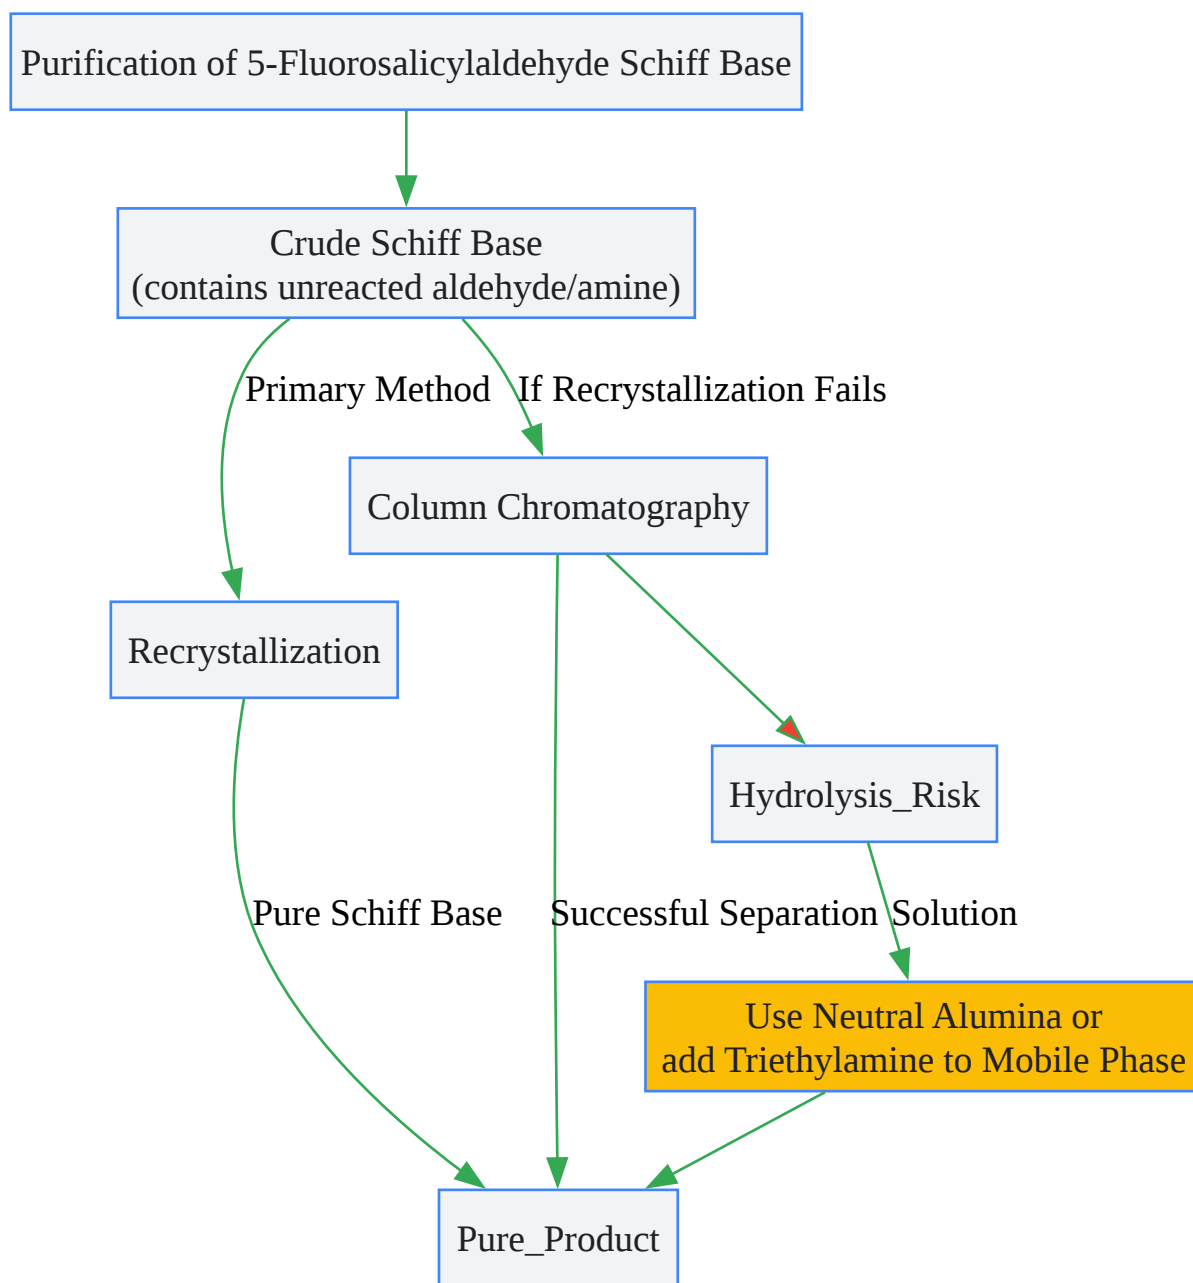 Purification of 5-Fluorosalicylaldehyde Schiff Base
Crude Schiff Base
(contains unreacted aldehyde/amine)
Primary Method
If Recrystallization Fails
Column Chromatography
Recrystallization
Hydrolysis_Risk
Pure Schiff Base
Successful Separation
Solution
Use Neutral Alumina or
add Triethylamine to Mobile Phase
Pure_Product